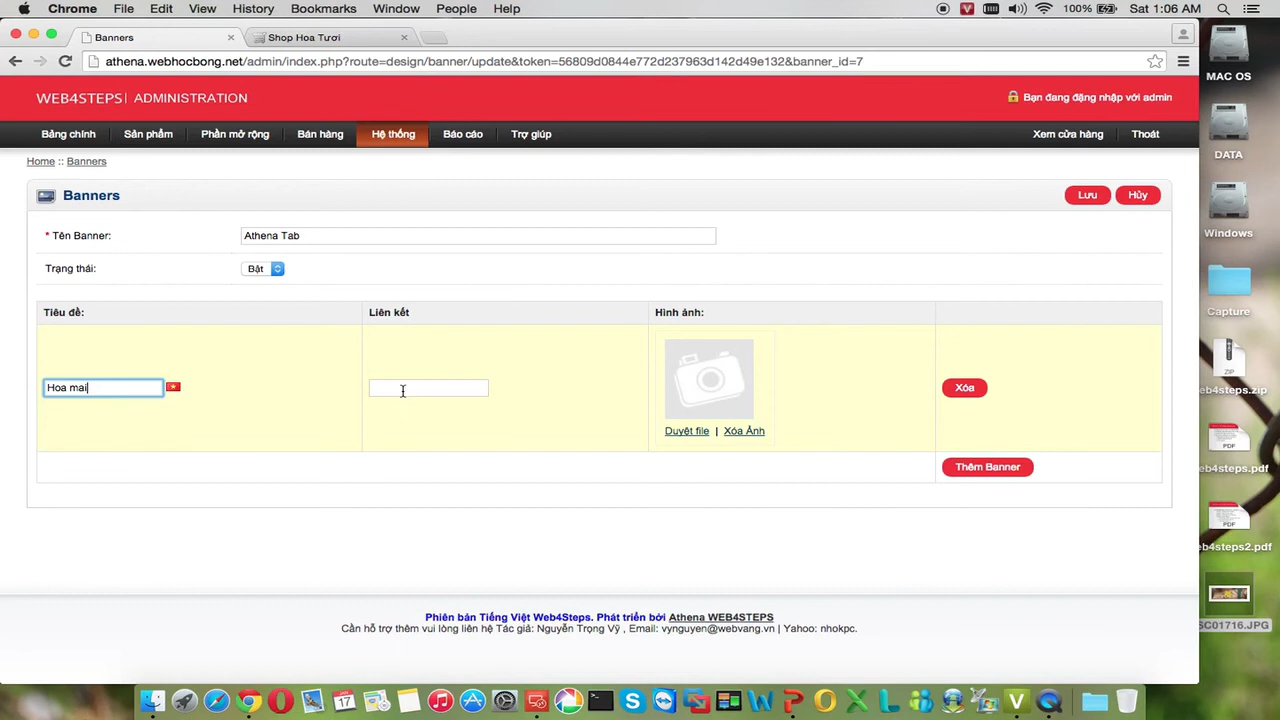 Chrome File Edit View History Bookmarks Window People Help 100% Sat 1:06 AM
Banners Shop Hoa Tươi
athena.webhocbong.net/admin/index.php?route=design/banner/update&token=56809d0844e772d237963d142d49e132&banner_id=7
WEB4STEPS| ADMINISTRATION Bạn đang đăng nhập với admin
Bảng chính Sản phẩm Phần mở rộng Bán hàng Hệ thống Báo cáo Trợ giúp Xem cửa hàng Thoát
Home :: Banners
Banners Lưu Hủy
* Tên Banner: Athena Tab
Trạng thái: Bật
Tiêu đề: Liên kết Hình ảnh:
Hoa mai Xóa
Duyệt file | Xóa Ảnh
Thêm Banner
Phiên bản Tiếng Việt Web4Steps. Phát triển bởi Athena WEB4STEPS
Cần hỗ trợ thêm vui lòng liên hệ Tác giả: Nguyễn Trọng Vỹ , Email: vynguyen@webvang.vn | Yahoo: nhokpc.
MAC OS
DATA
Windows
Capture
ZIP
eb4steps.zip
PDF
eb4steps.pdf
PDF
eb4steps2.pdf
SC01716.JPG
17